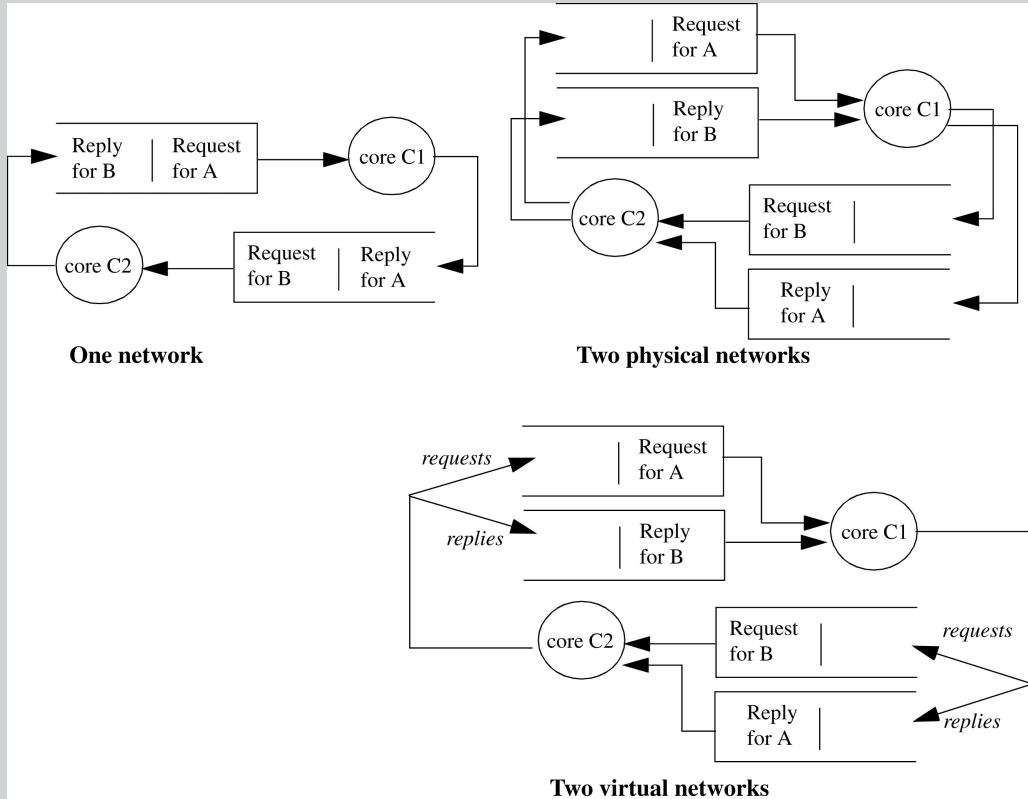 Reply
for B
Request
for A
core C1
core C2
Request
for B
Reply
for A
One network
Request
for A
Reply
for B
core C1
core C2
Request
for B
Reply
for A
Two physical networks
requests
replies
Request
for A
Reply
for B
core C1
core C2
Request
for B
Reply
for A
requests
replies
Two virtual networks